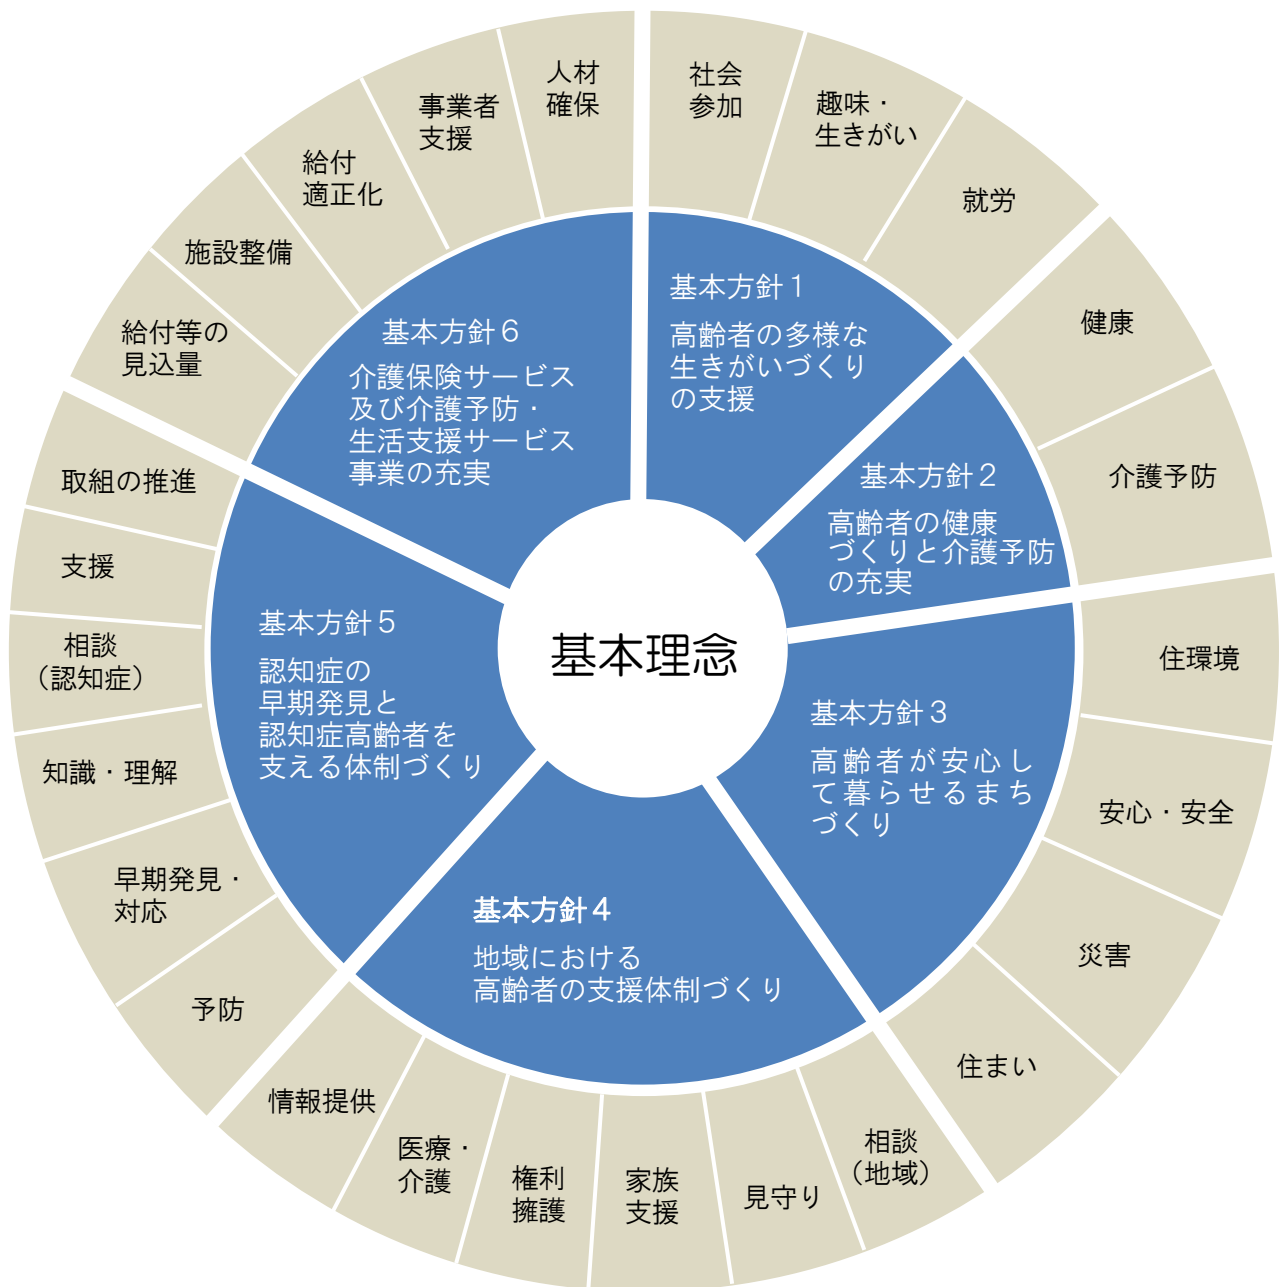 基本理念
基本方針１
高齢者の多様な
生きがいづくり
の支援
社会
参加
趣味・
生きがい
就労
基本方針２
高齢者の健康
づくりと介護予防
の充実
健康
介護予防
基本方針３
高齢者が安心し
て暮らせるまち
づくり
住環境
安心・安全
災害
住まい
基本方針４
地域における
高齢者の支援体制づくり
相談
（地域）
見守り
家族
支援
権利
擁護
医療・
介護
情報提供
基本方針５
認知症の
早期発見と
認知症高齢者を
支える体制づくり
予防
早期発見・
対応
知識・理解
相談
（認知症）
支援
取組の推進
基本方針６
介護保険サービス
及び介護予防・
生活支援サービス
事業の充実
給付等の
見込量
施設整備
給付
適正化
事業者
支援
人材
確保